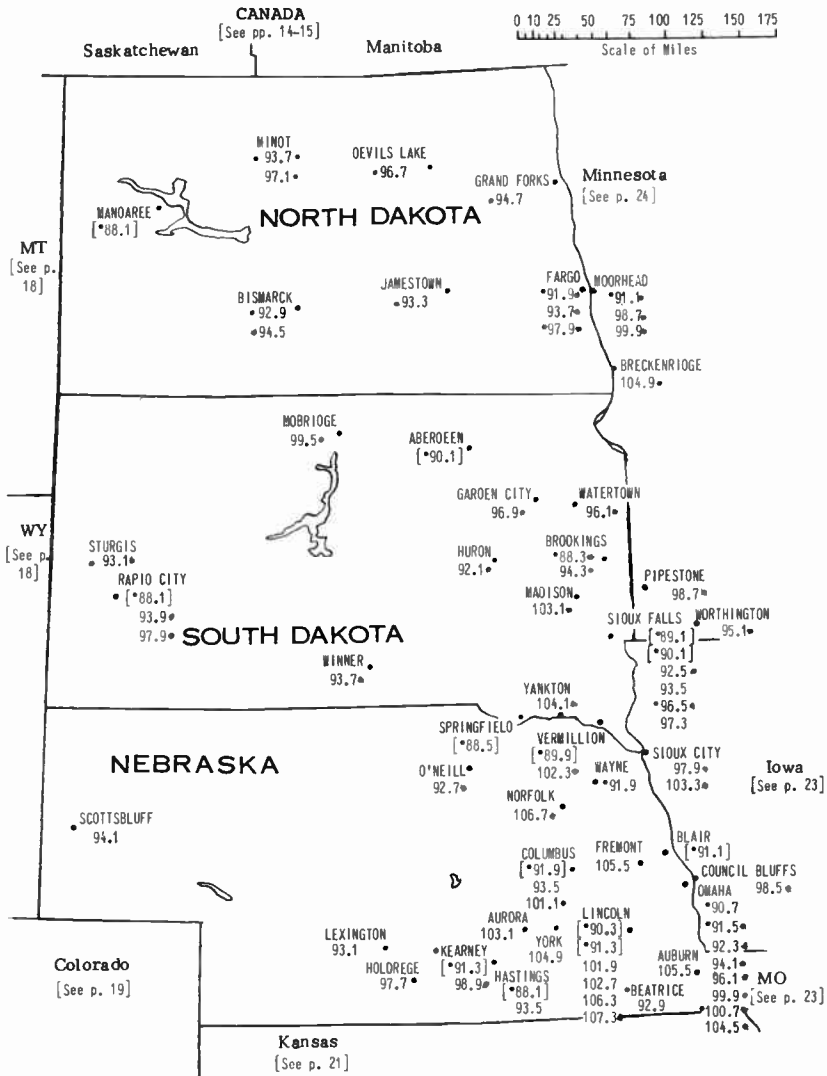 CANADA
[See pp. 14-15]
Saskatchewan
Manitoba
0 10 25 50 75 100 125 150 175
Scale of Miles
MINOT
•93.7•
97.1•
DEVILS LAKE
•96.7
GRAND FORKS
•94.7
Minnesota
[See p. 24]
MANDAREE
[•88.1]
NORTH DAKOTA
MT
[See p.
18]
BISMARCK
•92.9
•94.5
JAMESTOWN
•93.3
FARGO
•91.9•
93.7•
•97.9•
MOORHEAD
•91.1•
98.7•
99.9•
BRECKENRIDGE
104.9•
MOBRIDGE
99.5•
ABERDEEN
[•90.1]
GARDEN CITY
96.9•
WATERTOWN
96.1•
WY
[See p.
18]
STURGIS
93.1•
RAPID CITY
[•88.1]
93.9•
97.9•
HURON
92.1•
BROOKINGS
•88.3•
94.3•
MADISON
103.1•
PIPESTONE
98.7•
SIOUX FALLS
[•89.1]
[•90.1]
92.5•
93.5
•96.5•
97.3
WORTHINGTON
95.1•
SOUTH DAKOTA
WINNER
93.7•
YANKTON
104.1•
SPRINGFIELD
[•88.5]
VERMILLION
[•89.9]
102.3•
SIOUX CITY
97.9•
103.3•
Iowa
[See p. 23]
NEBRASKA
O'NEILL
92.7•
WAYNE
•91.9
NORFOLK
106.7•
SCOTTSBLUFF
94.1
COLUMBUS
[•91.9]
93.5
101.1•
FREMONT
105.5
BLAIR
[•91.1]
COUNCIL BLUFFS
98.5•
OMAHA
•90.7
•91.5•
92.3•
94.1•
96.1•
99.9•
100.7•
104.5•
LEXINGTON
93.1
AURORA
103.1
YORK
104.9
LINCOLN
[•90.3]
[•91.3]
101.9
102.7
106.3
107.3•
KEARNEY
[•91.3]
98.9•
HOLDREGE
97.7
HASTINGS
[•88.1]
93.5
AUBURN
105.5
•BEATRICE
92.9
MO
[See p. 23]
Colorado
[See p. 19]
Kansas
[See p. 21]